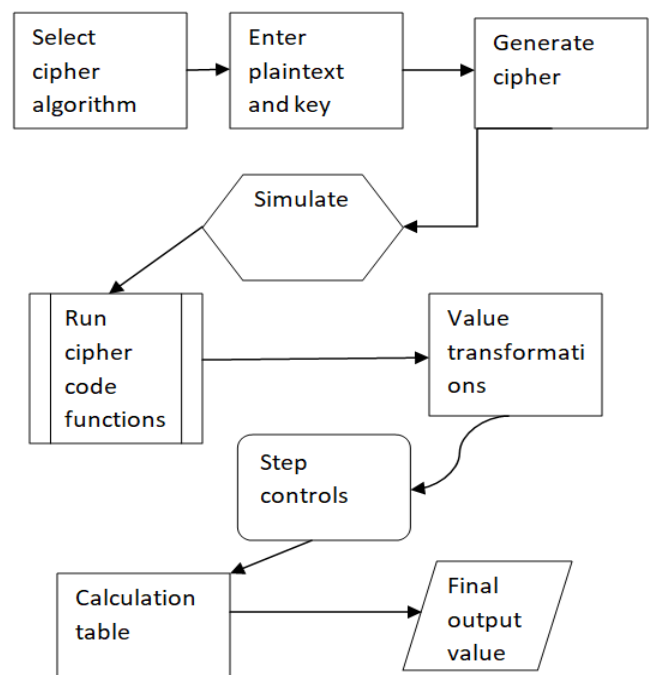 Select
cipher
algorithm
Enter
plaintext
and key
Generate
cipher
Simulate
Run
cipher
code
functions
Value
transformati
ons
Step
controls
Calculation
table
Final
output
value